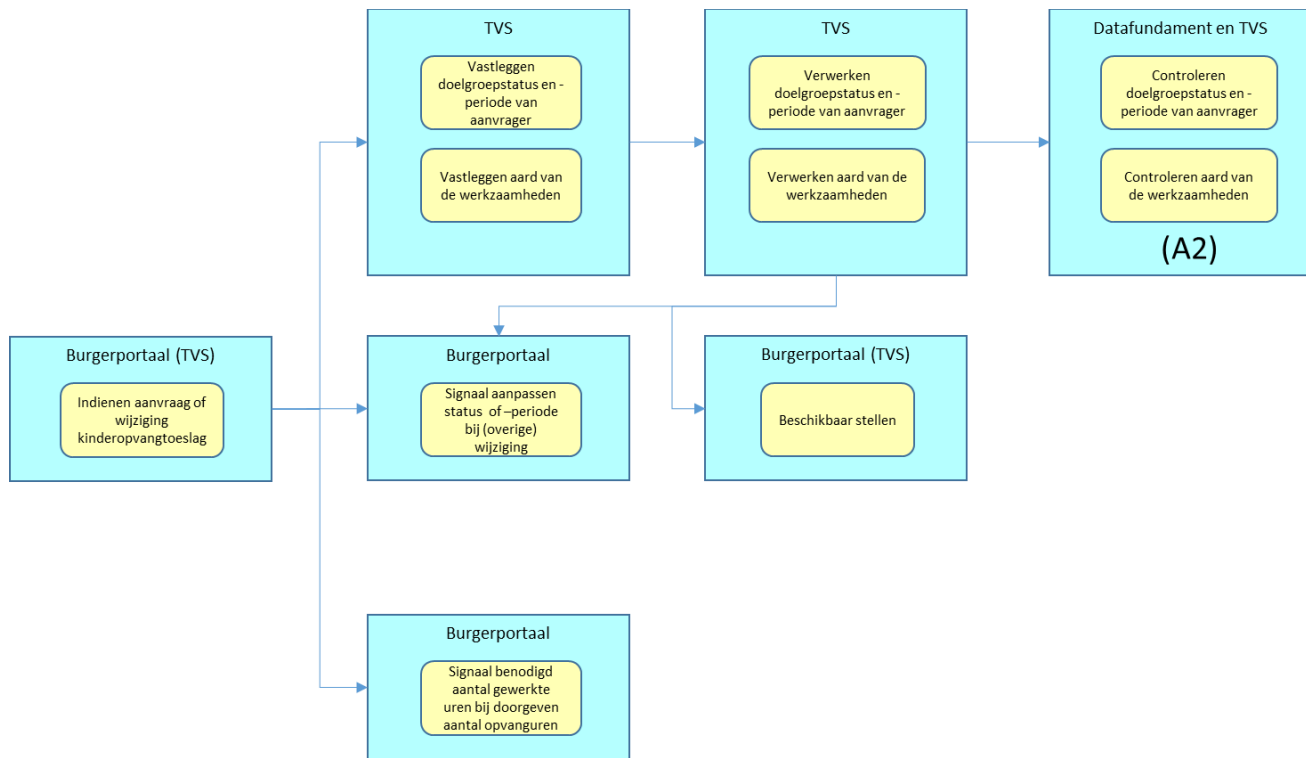 TVS
Vastleggen
doelgroepstatus en -
periode van
aanvrager
Vastleggen aard van
de werkzaamheden
TVS
Verwerken
doelgroepstatus en -
periode van aanvrager
Verwerken aard van de
werkzaamheden
Datafundament en TVS
Controleren
doelgroepstatus en -
periode van aanvrager
Controleren aard van
de werkzaamheden
(A2)
Burgerportaal (TVS)
Indienen aanvraag of
wijziging
kinderopvangtoeslag
Burgerportaal
Signaal aanpassen
status of –periode
bij (overige)
wijziging
Burgerportaal (TVS)
Beschikbaar stellen
Burgerportaal
Signaal benodigd
aantal gewerkte
uren bij doorgeven
aantal opvanguren